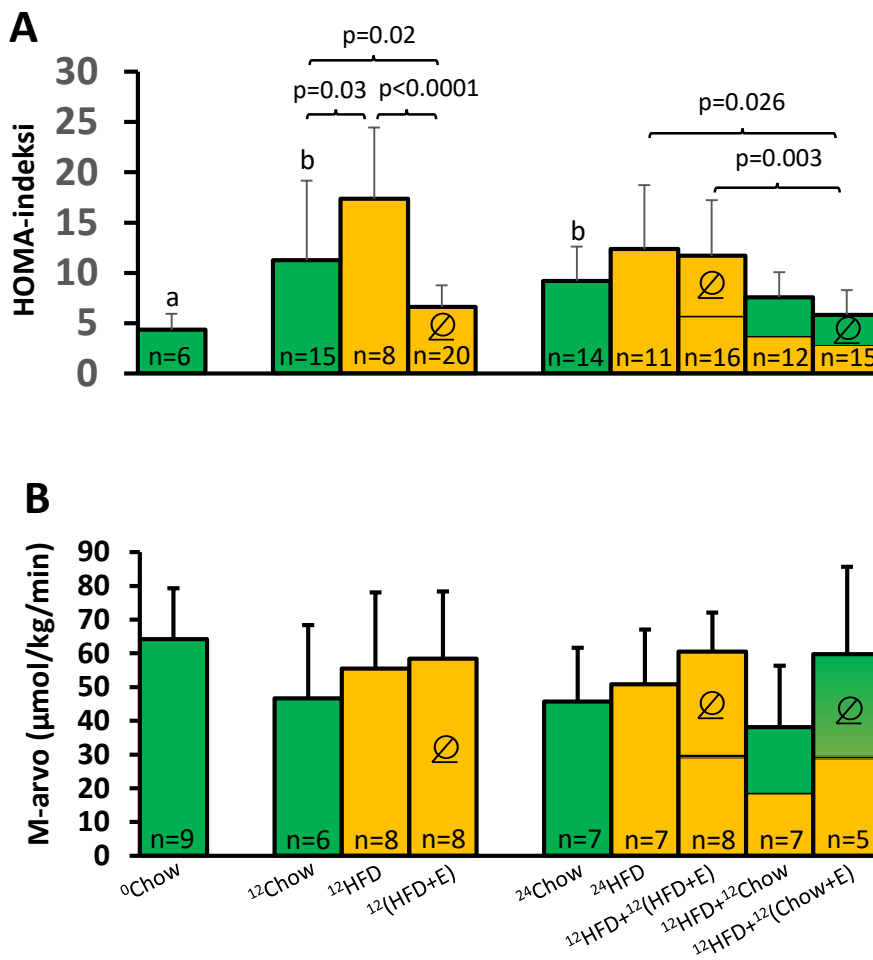 A
p=0.02
p=0.03 p<0.0001
p=0.026
p=0.003
HOMA-indeksi
30
25
20
15
10
5
0
a
b
b
n=6
n=15
n=8
n=20
n=14
n=11
n=16
n=12
n=15
B
M-arvo (µmol/kg/min)
90
80
70
60
50
40
30
20
10
0
n=9
n=6
n=8
n=8
n=7
n=7
n=8
n=7
n=5
⁰Chow
¹²Chow
¹²HFD
¹²(HFD+E)
²⁴Chow
²⁴HFD
¹²HFD+¹²(HFD+E)
¹²HFD+¹²Chow
¹²HFD+¹²(Chow+E)